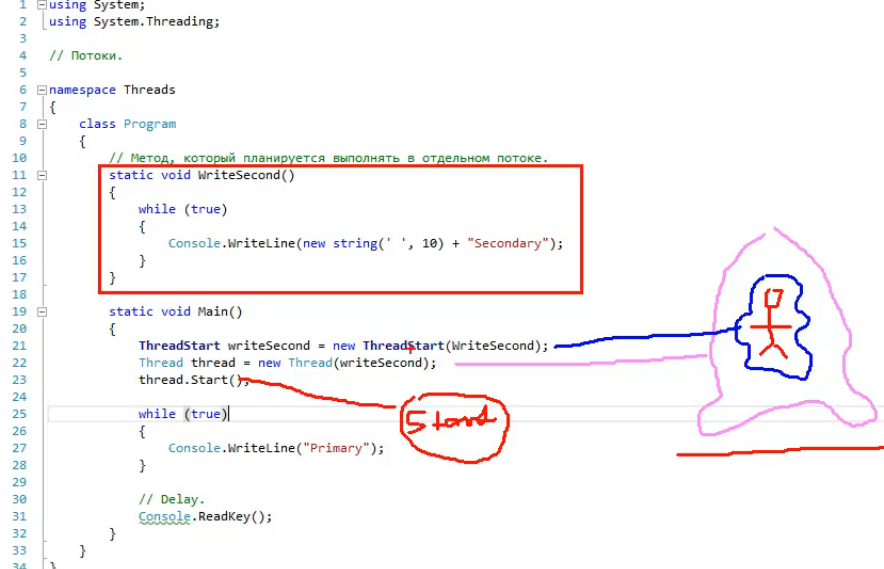 1 using System;
2 using System.Threading;
3
4 // Потоки.
5
6 namespace Threads
7 {
8 class Program
9 {
10 // Метод, который планируется выполнять в отдельном потоке.
11 static void WriteSecond()
12 {
13 while (true)
14 {
15 Console.WriteLine(new string(' ', 10) + "Secondary");
16 }
17 }
18
19 static void Main()
20 {
21 ThreadStart writeSecond = new ThreadStart(WriteSecond);
22 Thread thread = new Thread(writeSecond);
23 thread.Start();
24
25 while (true)
26 {
27 Console.WriteLine("Primary");
28 }
29
30 // Delay.
31 Console.ReadKey();
32 }
33 }
34 }